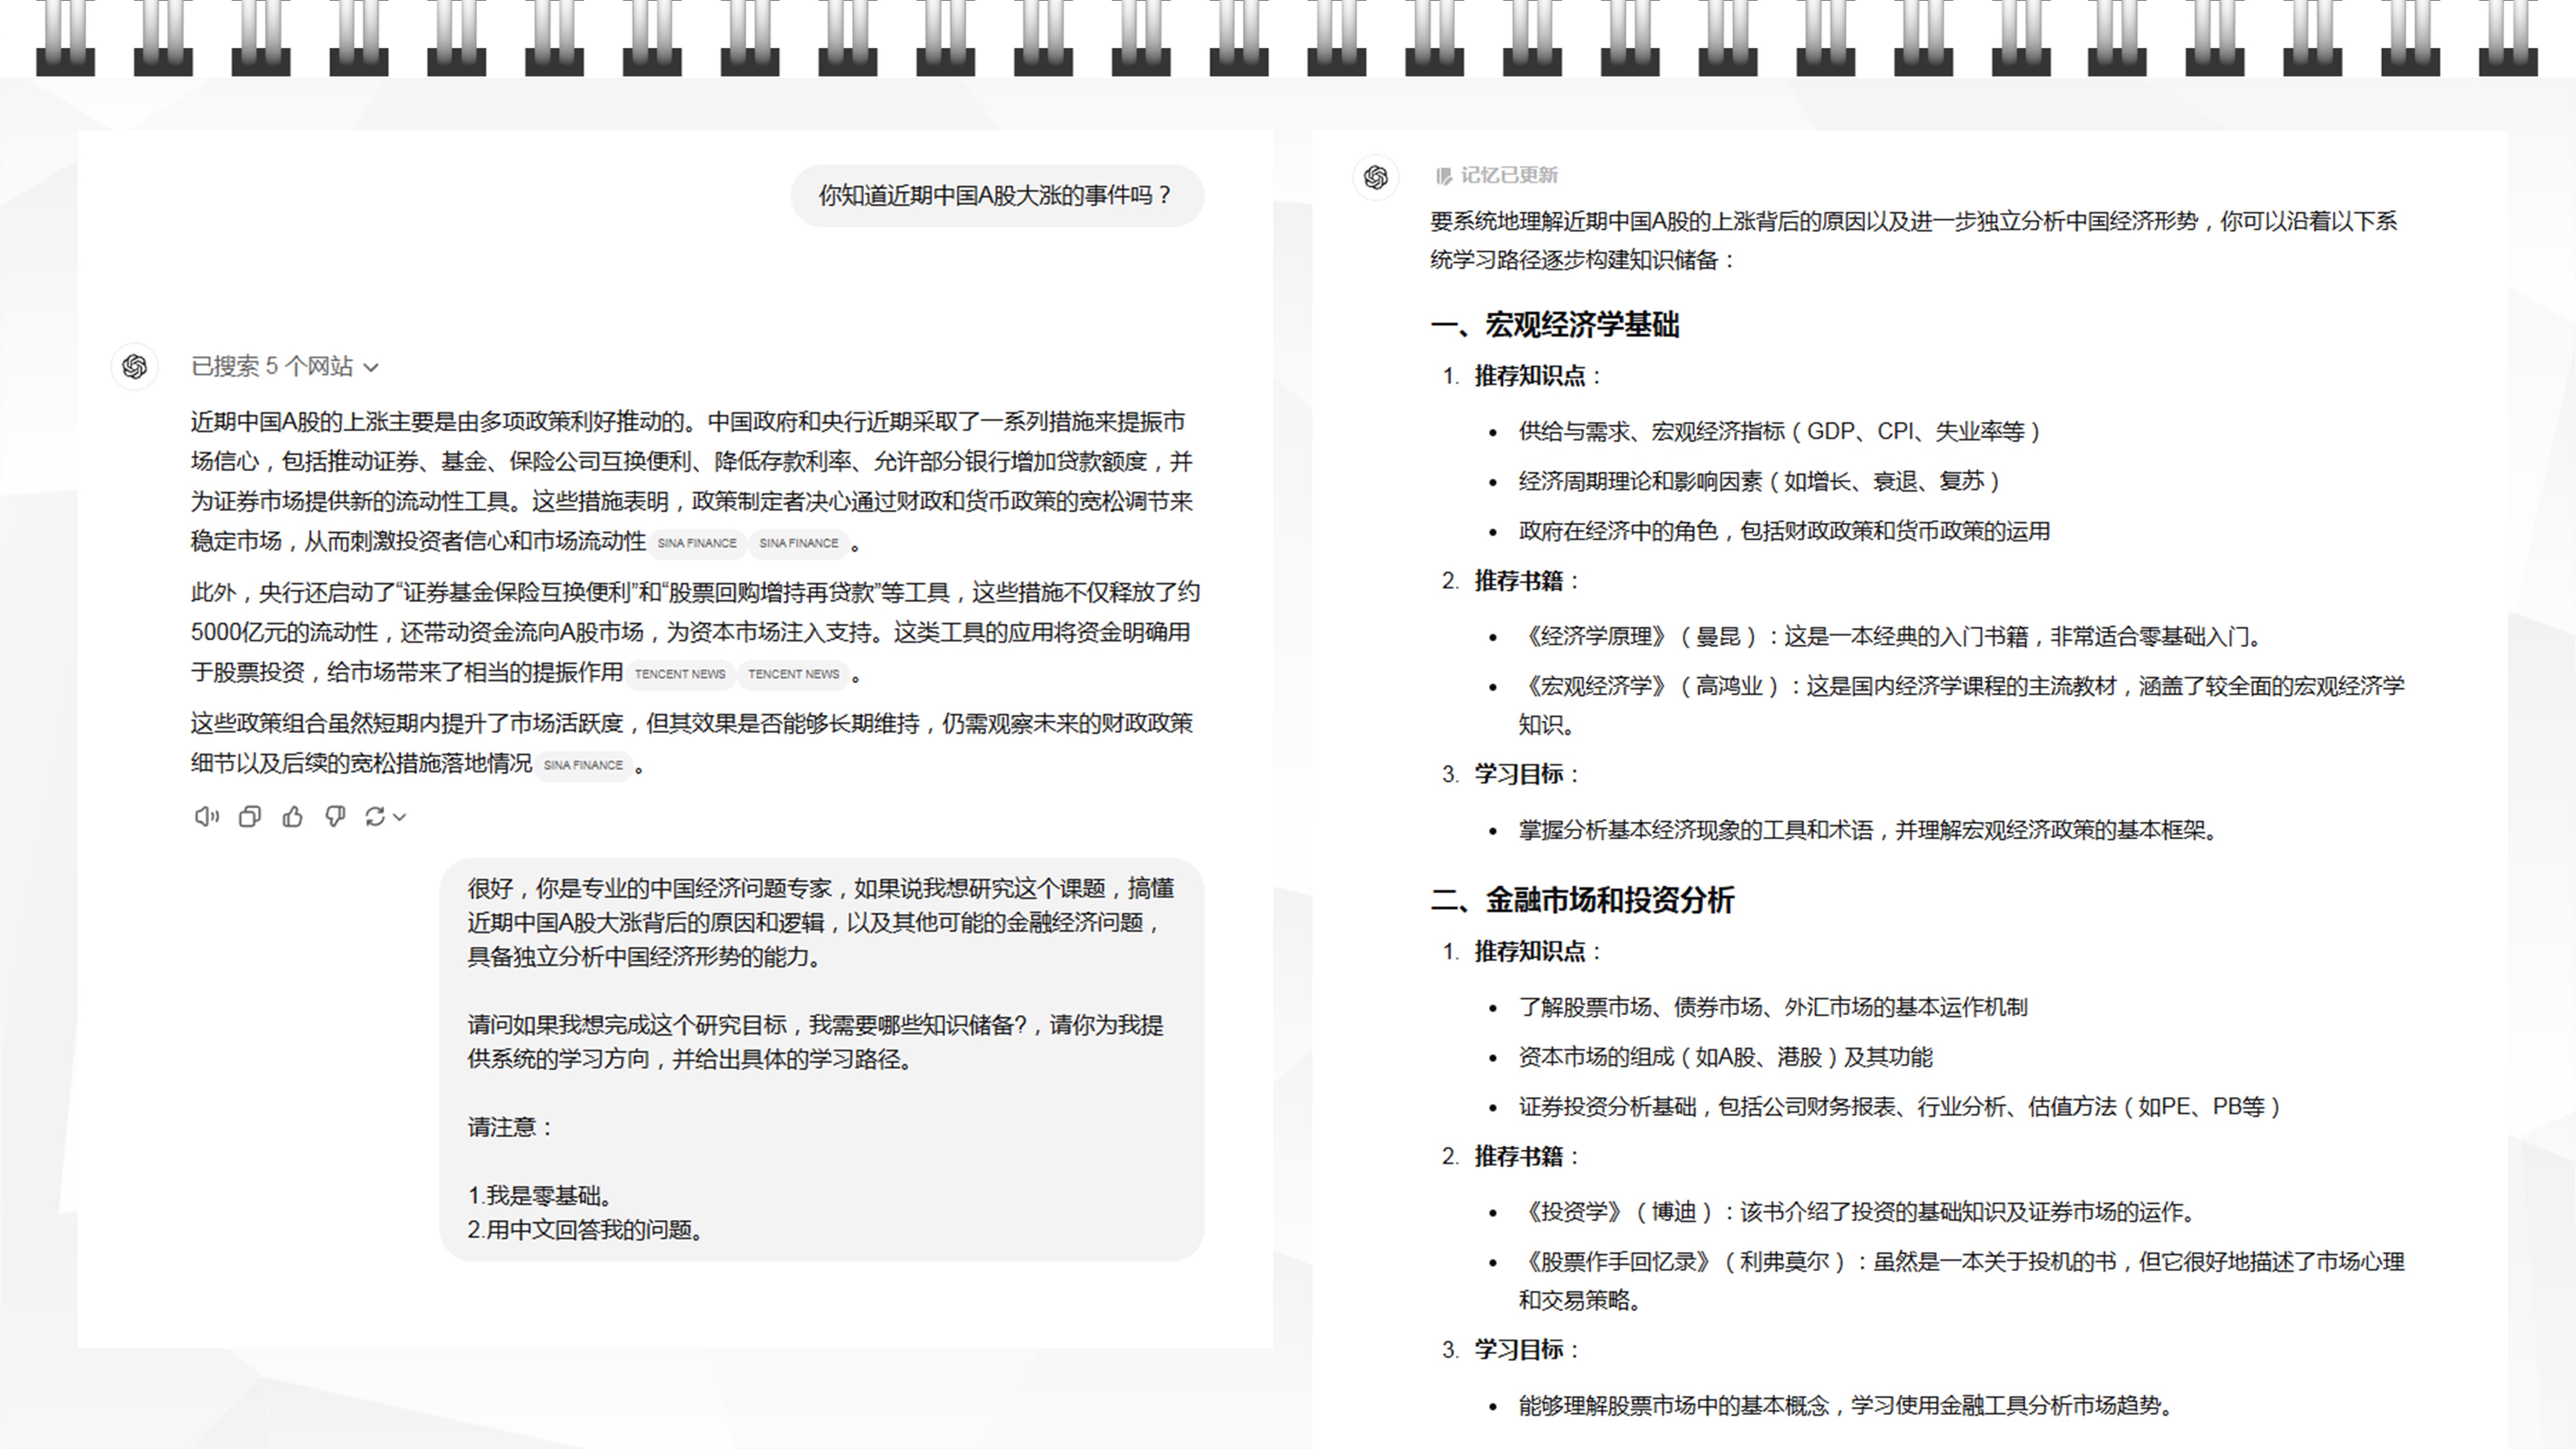 你知道近期中国A股大涨的事件吗？
已搜索 5 个网站
近期中国A股的上涨主要是由多项政策利好推动的。中国政府和央行近期采取了一系列措施来提振市
场信心，包括推动证券、基金、保险公司互换便利、降低存款利率、允许部分银行增加贷款额度，并
为证券市场提供新的流动性工具。这些措施表明，政策制定者决心通过财政和货币政策的宽松调节来
稳定市场，从而刺激投资者信心和市场流动性 SINA FINANCE SINA FINANCE 。
此外，央行还启动了“证券基金保险互换便利”和“股票回购增持再贷款”等工具，这些措施不仅释放了约
5000亿元的流动性，还带动资金流向A股市场，为资本市场注入支持。这类工具的应用将资金明确用
于股票投资，给市场带来了相当的提振作用 TENCENT NEWS TENCENT NEWS 。
这些政策组合虽然短期内提升了市场活跃度，但其效果是否能够长期维持，仍需观察未来的财政政策
细节以及后续的宽松措施落地情况 SINA FINANCE 。
很好，你是专业的中国经济问题专家，如果说我想研究这个课题，搞懂
近期中国A股大涨背后的原因和逻辑，以及其他可能的金融经济问题，
具备独立分析中国经济形势的能力。
请问如果我想完成这个研究目标，我需要哪些知识储备?，请你为我提
供系统的学习方向，并给出具体的学习路径。
请注意：
1.我是零基础。
2.用中文回答我的问题。
记忆已更新
要系统地理解近期中国A股的上涨背后的原因以及进一步独立分析中国经济形势，你可以沿着以下系
统学习路径逐步构建知识储备：
一、宏观经济学基础
1. 推荐知识点：
• 供给与需求、宏观经济指标（GDP、CPI、失业率等）
• 经济周期理论和影响因素（如增长、衰退、复苏）
• 政府在经济中的角色，包括财政政策和货币政策的运用
2. 推荐书籍：
• 《经济学原理》（曼昆）：这是一本经典的入门书籍，非常适合零基础入门。
• 《宏观经济学》（高鸿业）：这是国内经济学课程的主流教材，涵盖了较全面的宏观经济学
知识。
3. 学习目标：
• 掌握分析基本经济现象的工具和术语，并理解宏观经济政策的基本框架。
二、金融市场和投资分析
1. 推荐知识点：
• 了解股票市场、债券市场、外汇市场的基本运作机制
• 资本市场的组成（如A股、港股）及其功能
• 证券投资分析基础，包括公司财务报表、行业分析、估值方法（如PE、PB等）
2. 推荐书籍：
• 《投资学》（博迪）：该书介绍了投资的基础知识及证券市场的运作。
• 《股票作手回忆录》（利弗莫尔）：虽然是一本关于投机的书，但它很好地描述了市场心理
和交易策略。
3. 学习目标：
• 能够理解股票市场中的基本概念，学习使用金融工具分析市场趋势。